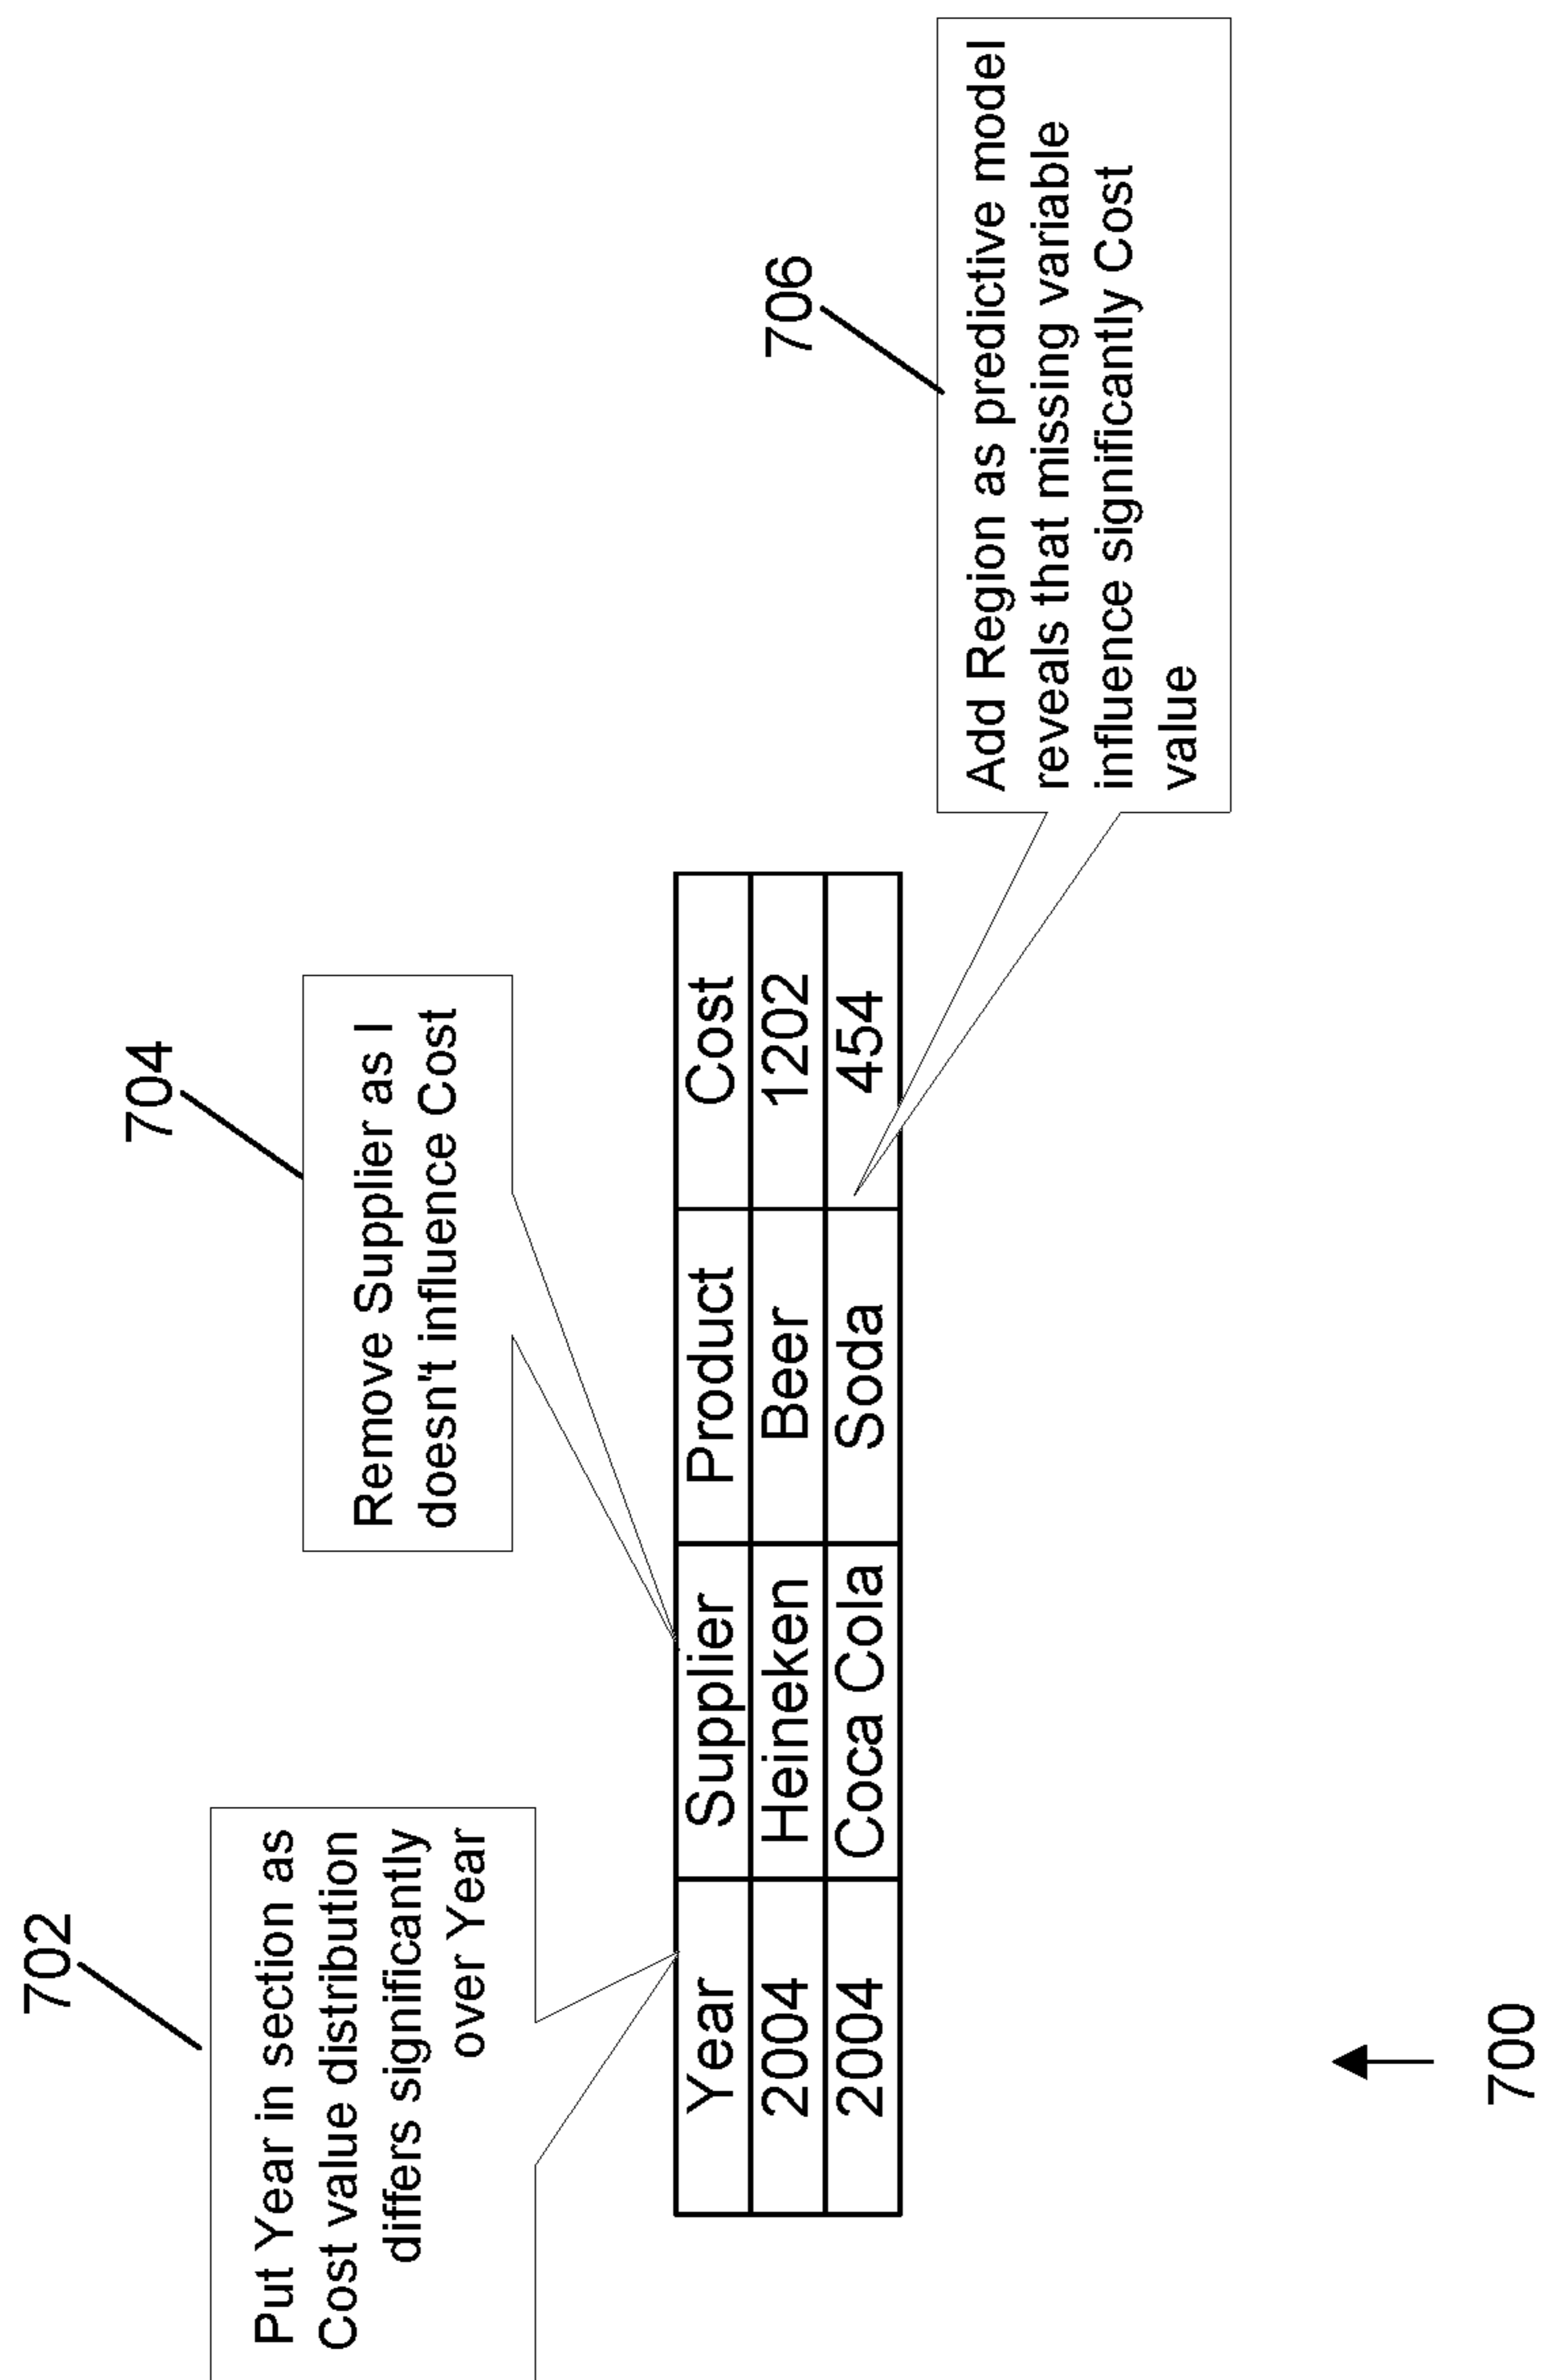 702
Put Year in section as
Cost value distribution
differs significantly
over Year
704
Remove Supplier as I
doesn't influence Cost
Year Supplier Product Cost
2004 Heineken Beer 1202
2004 Coca Cola Soda 454
706
Add Region as predictive model
reveals that missing variable
influence significantly Cost
value
700